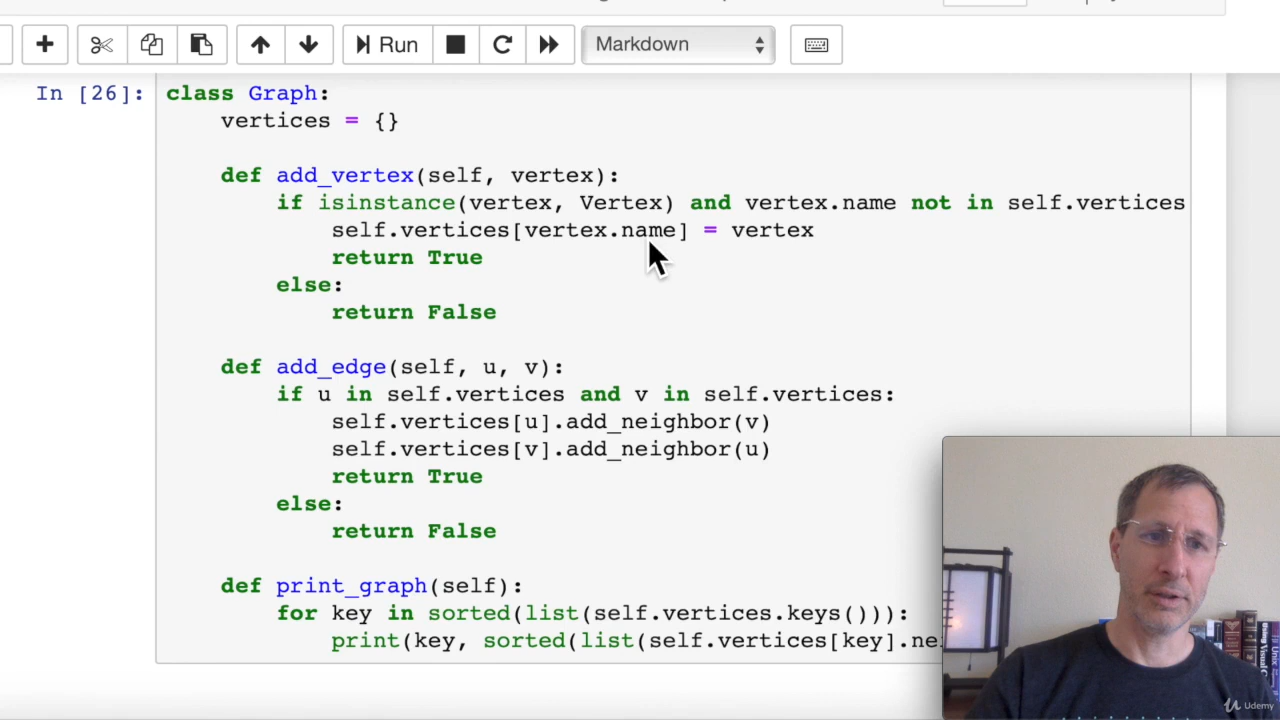 Run
Markdown
In [26]:
class Graph:
    vertices = {}
    def add_vertex(self, vertex):
        if isinstance(vertex, Vertex) and vertex.name not in self.vertices
            self.vertices[vertex.name] = vertex
            return True
        else:
            return False
    def add_edge(self, u, v):
        if u in self.vertices and v in self.vertices:
            self.vertices[u].add_neighbor(v)
            self.vertices[v].add_neighbor(u)
            return True
        else:
            return False
    def print_graph(self):
        for key in sorted(list(self.vertices.keys())):
            print(key, sorted(list(self.vertices[key].nei
Udemy